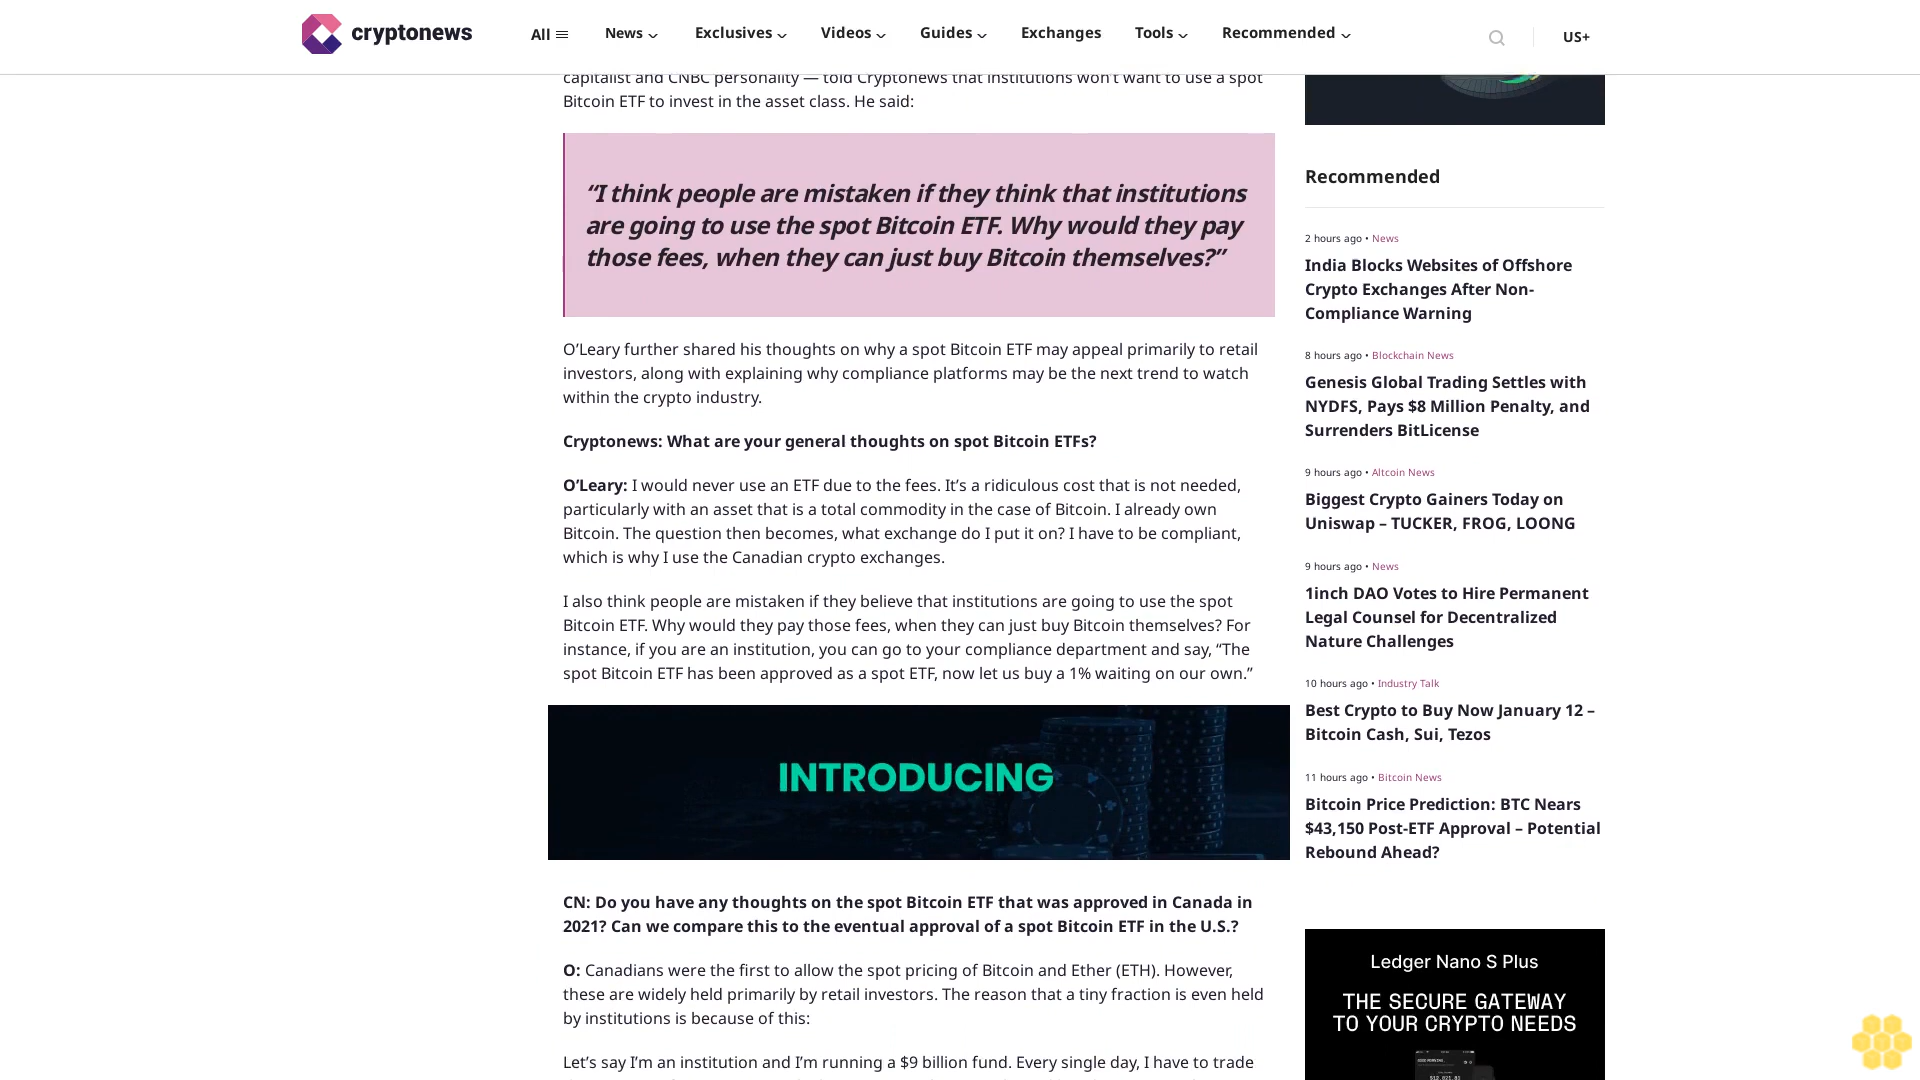 cryptonews
All
News
Exclusives
Videos
Guides
Exchanges
Tools
Recommended
US+
capitalist and CNBC personality — told Cryptonews that institutions won't want to use a spot
Bitcoin ETF to invest in the asset class. He said:
“I think people are mistaken if they think that institutions
are going to use the spot Bitcoin ETF. Why would they pay
those fees, when they can just buy Bitcoin themselves?”
O’Leary further shared his thoughts on why a spot Bitcoin ETF may appeal primarily to retail
investors, along with explaining why compliance platforms may be the next trend to watch
within the crypto industry.
Cryptonews: What are your general thoughts on spot Bitcoin ETFs?
O’Leary: I would never use an ETF due to the fees. It’s a ridiculous cost that is not needed,
particularly with an asset that is a total commodity in the case of Bitcoin. I already own
Bitcoin. The question then becomes, what exchange do I put it on? I have to be compliant,
which is why I use the Canadian crypto exchanges.
I also think people are mistaken if they believe that institutions are going to use the spot
Bitcoin ETF. Why would they pay those fees, when they can just buy Bitcoin themselves? For
instance, if you are an institution, you can go to your compliance department and say, “The
spot Bitcoin ETF has been approved as a spot ETF, now let us buy a 1% waiting on our own.”
INTRODUCING
CN: Do you have any thoughts on the spot Bitcoin ETF that was approved in Canada in
2021? Can we compare this to the eventual approval of a spot Bitcoin ETF in the U.S.?
O: Canadians were the first to allow the spot pricing of Bitcoin and Ether (ETH). However,
these are widely held primarily by retail investors. The reason that a tiny fraction is even held
by institutions is because of this:
Let’s say I’m an institution and I’m running a $9 billion fund. Every single day, I have to trade
Recommended
2 hours ago • News
India Blocks Websites of Offshore
Crypto Exchanges After Non-
Compliance Warning
8 hours ago • Blockchain News
Genesis Global Trading Settles with
NYDFS, Pays $8 Million Penalty, and
Surrenders BitLicense
9 hours ago • Altcoin News
Biggest Crypto Gainers Today on
Uniswap – TUCKER, FROG, LOONG
9 hours ago • News
1inch DAO Votes to Hire Permanent
Legal Counsel for Decentralized
Nature Challenges
10 hours ago • Industry Talk
Best Crypto to Buy Now January 12 –
Bitcoin Cash, Sui, Tezos
11 hours ago • Bitcoin News
Bitcoin Price Prediction: BTC Nears
$43,150 Post-ETF Approval – Potential
Rebound Ahead?
Ledger Nano S Plus
THE SECURE GATEWAY
TO YOUR CRYPTO NEEDS